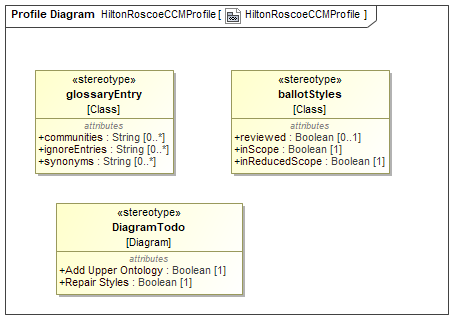 Profile Diagram HiltonRoscoeCCMProfile [ HiltonRoscoeCCMProfile ]
«stereotype»
glossaryEntry
[Class]
attributes
+communities : String [0..*]
+ignoreEntries : String [0..*]
+synonyms : String [0..*]
«stereotype»
ballotStyles
[Class]
attributes
+reviewed : Boolean [0..1]
+inScope : Boolean [1]
+inReducedScope : Boolean [1]
«stereotype»
DiagramTodo
[Diagram]
attributes
+Add Upper Ontology : Boolean [1]
+Repair Styles : Boolean [1]